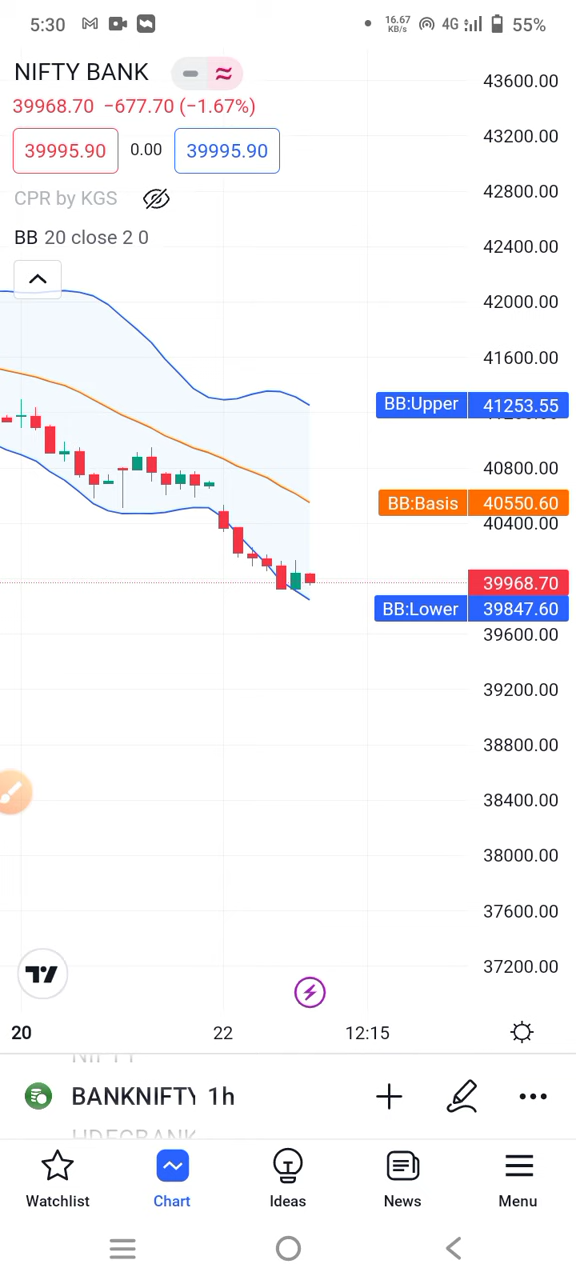 5:30 16.67 KB/s 4G 55%
NIFTY BANK
39968.70 −677.70 (−1.67%)
39995.90 0.00 39995.90
CPR by KGS
BB 20 close 2 0
43600.00
43200.00
42800.00
42400.00
42000.00
41600.00
BB:Upper 41253.55
40800.00
BB:Basis 40550.60
40400.00
39968.70
BB:Lower 39847.60
39600.00
39200.00
38800.00
38400.00
38000.00
37600.00
37200.00
20 22 12:15
NIFTY
BANKNIFTY 1h
HDFCBANK
Watchlist Chart Ideas News Menu